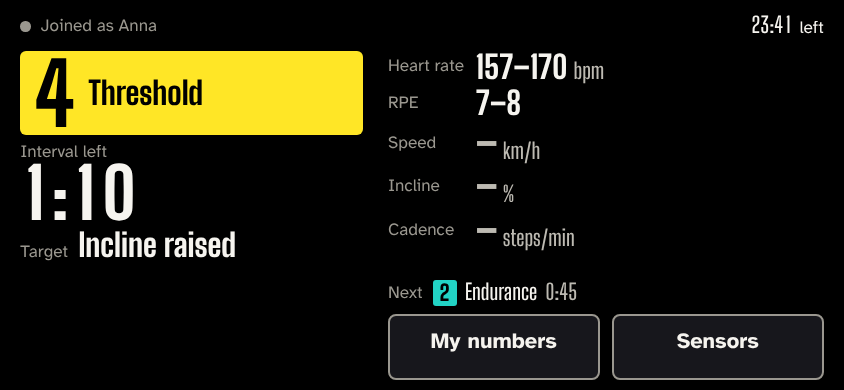 Joined as Anna
23:41 left
4 Threshold
Interval left
1:10
Target Incline raised
Heart rate 157–170 bpm
RPE 7–8
Speed — km/h
Incline — %
Cadence — steps/min
Next 2 Endurance 0:45
My numbers
Sensors